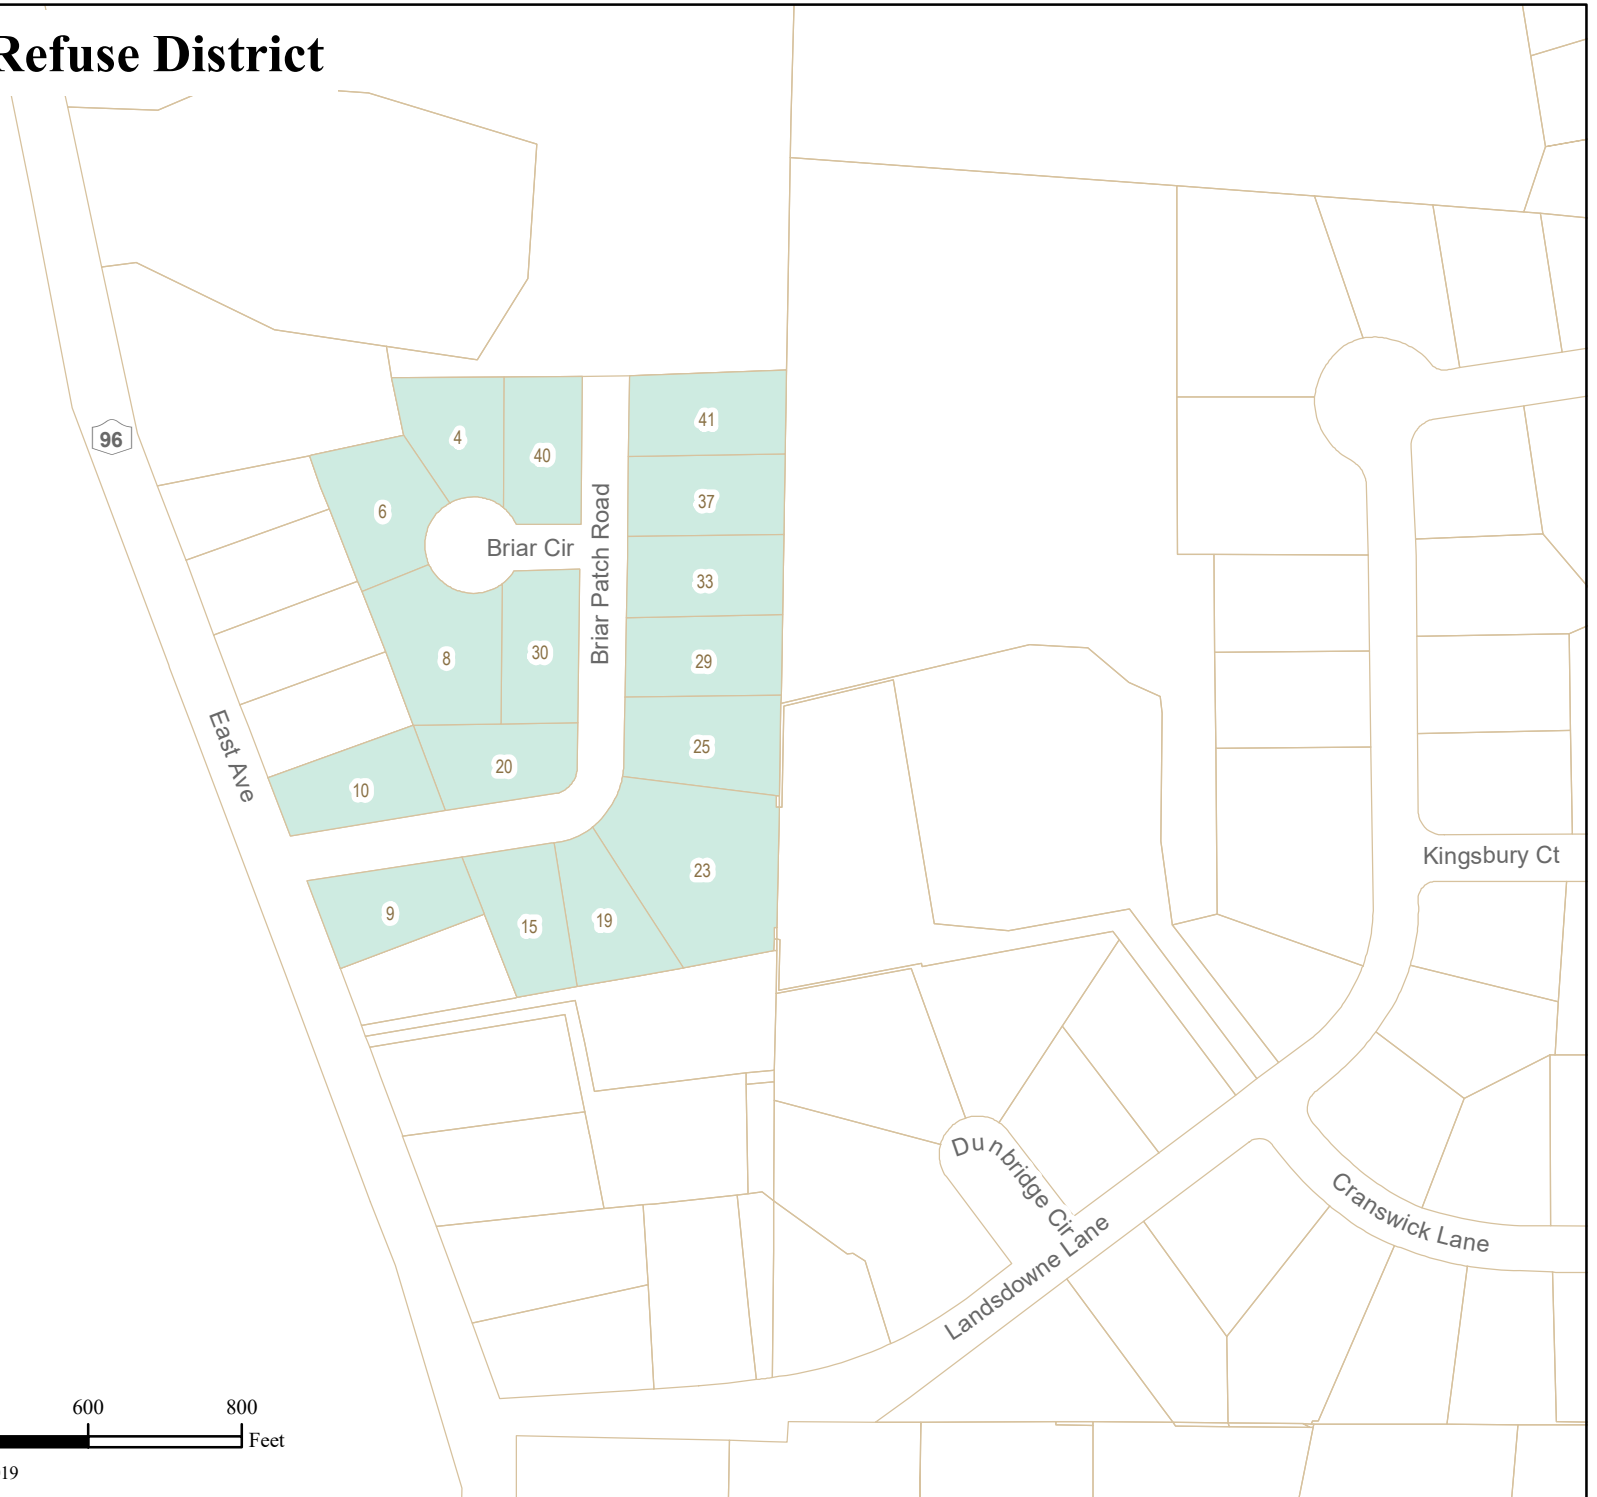 Refuse District
96
41
4
40
37
6
Briar Cir
Briar Patch Road
33
8
30
29
East Ave
25
20
10
Kingsbury Ct
23
9
15
19
Dunbridge Cir
Cranswick Lane
Landsdowne Lane
600
800
Feet
19